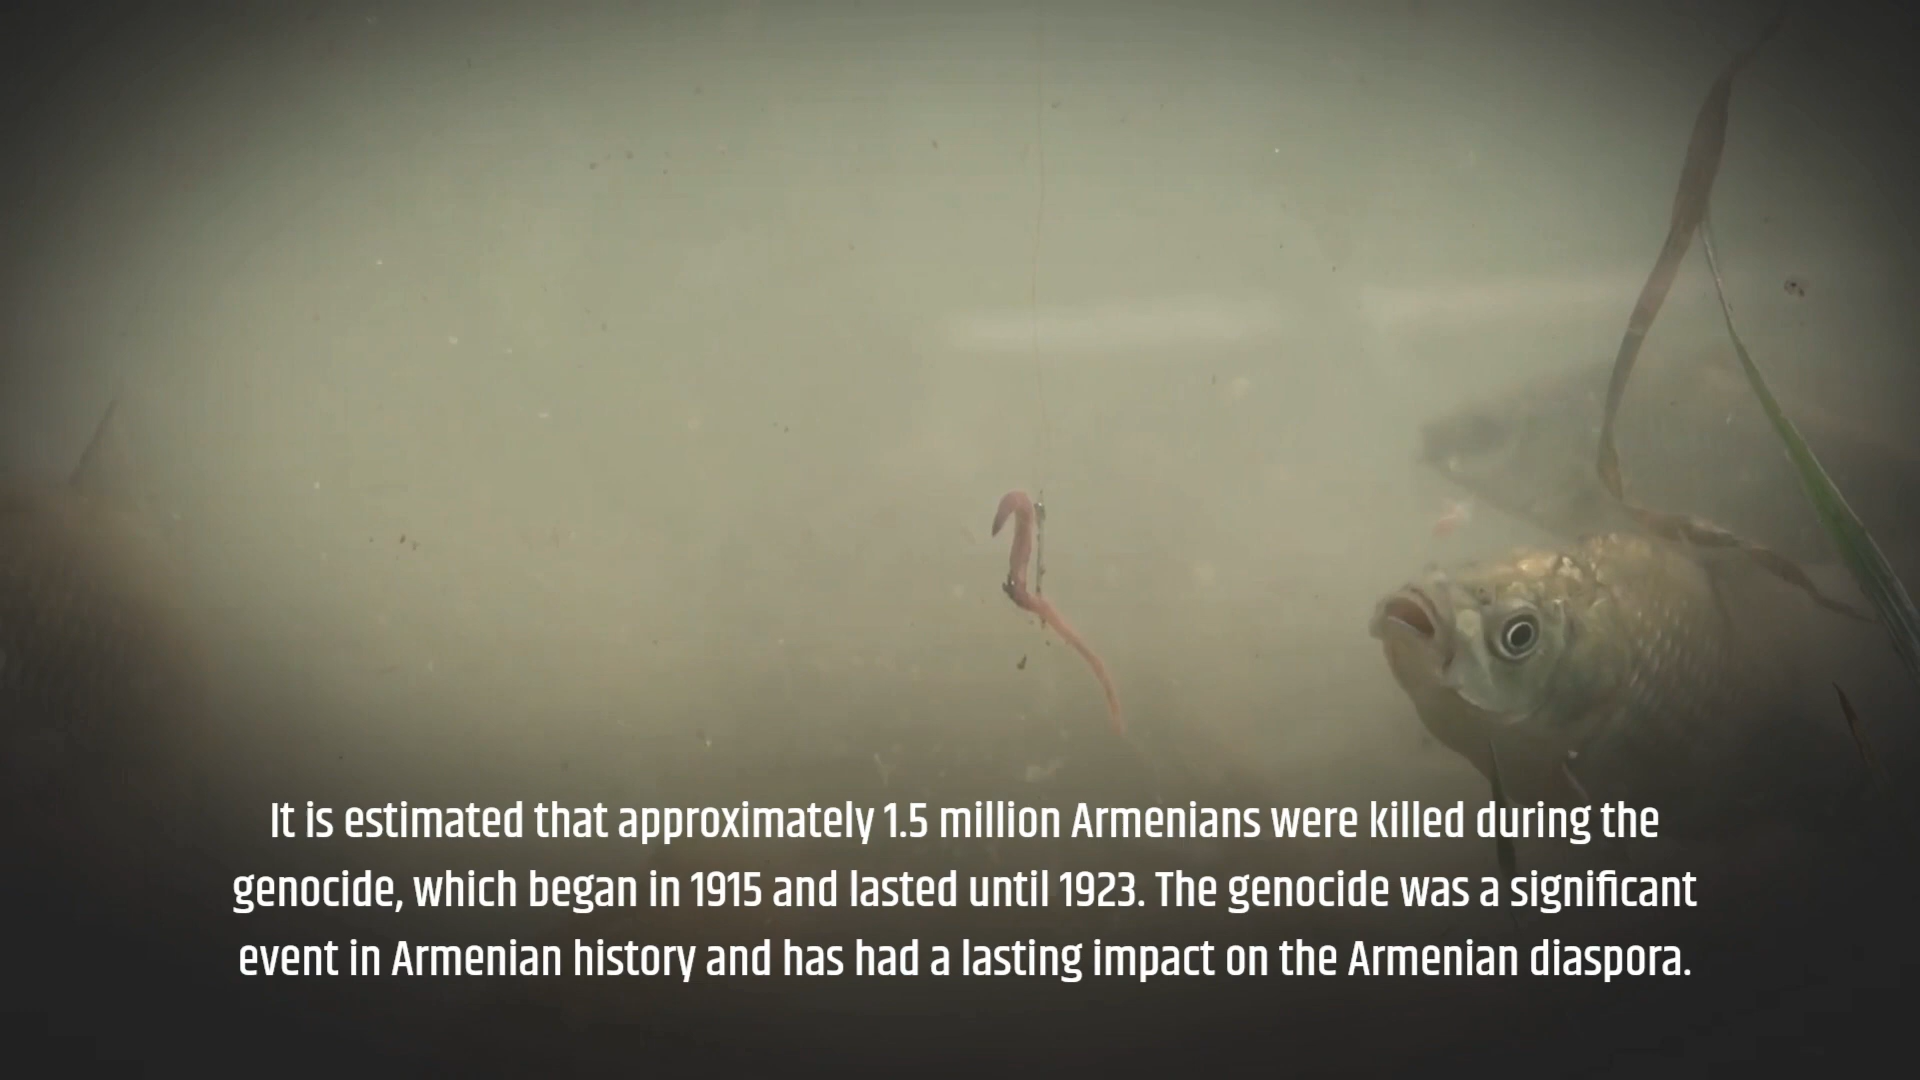 It is estimated that approximately 1.5 million Armenians were killed during the
genocide, which began in 1915 and lasted until 1923. The genocide was a significant
event in Armenian history and has had a lasting impact on the Armenian diaspora.